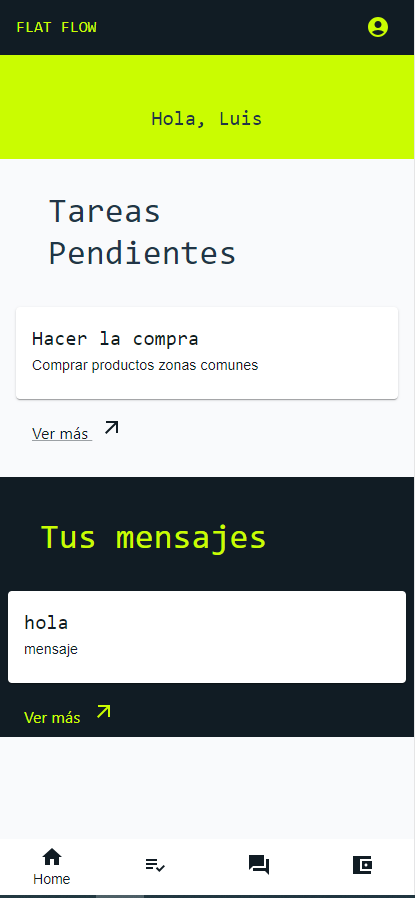 FLAT FLOW
Hola, Luis
Tareas
Pendientes
Hacer la compra
Comprar productos zonas comunes
Ver más
Tus mensajes
hola
mensaje
Ver más
Home